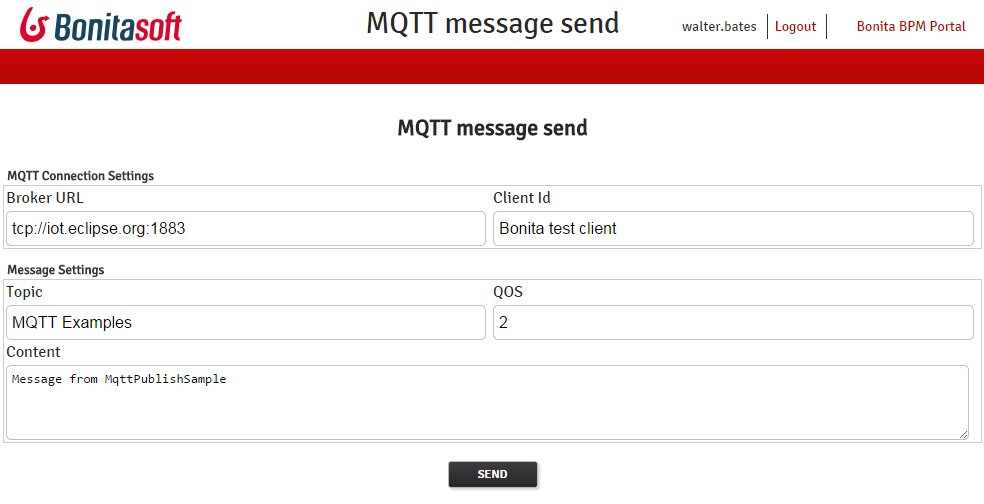 Bonitasoft MQTT message send walter.bates Logout Bonita BPM Portal
MQTT message send
MQTT Connection Settings
Broker URL Client Id
tcp://iot.eclipse.org:1883 Bonita test client
Message Settings
Topic QOS
MQTT Examples 2
Content
Message from MqttPublishSample
SEND